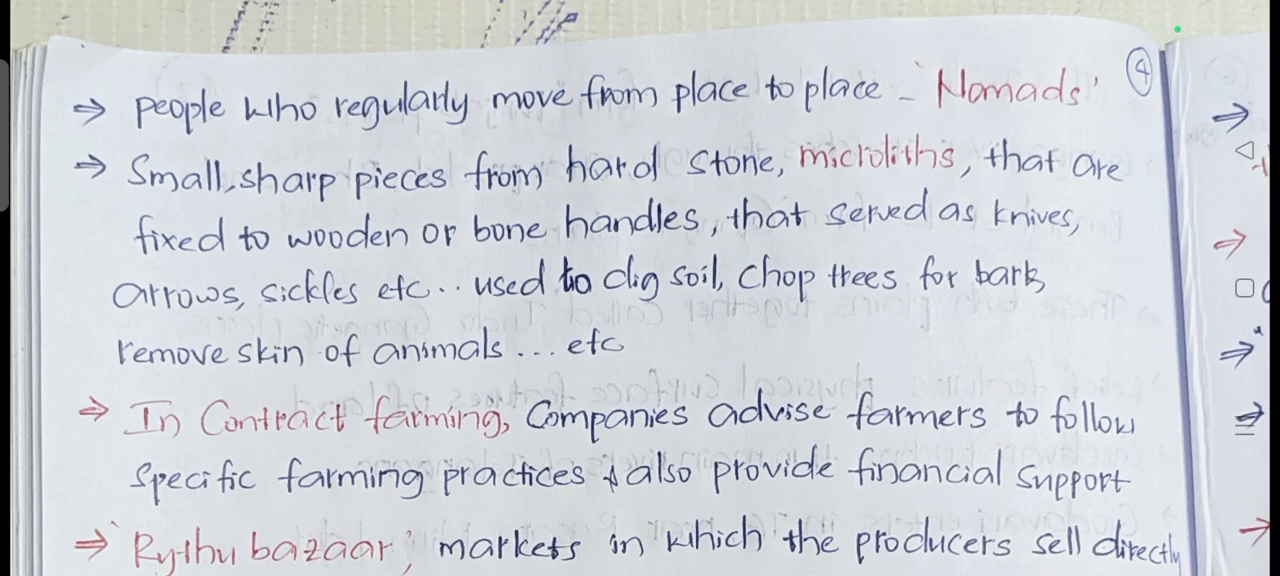 ④
⇒ people who regularly move from place to place - 'Nomads'
⇒ Small, sharp pieces from hard stone, microliths, that are
fixed to wooden or bone handles, that served as knives,
arrows, sickles etc.. used to dig soil, chop trees for bark,
remove skin of animals ... etc
⇒ In Contract farming, Companies advise farmers to follow
specific farming practices & also provide financial support
⇒ 'Rythu bazaar', markets in which the producers sell directly